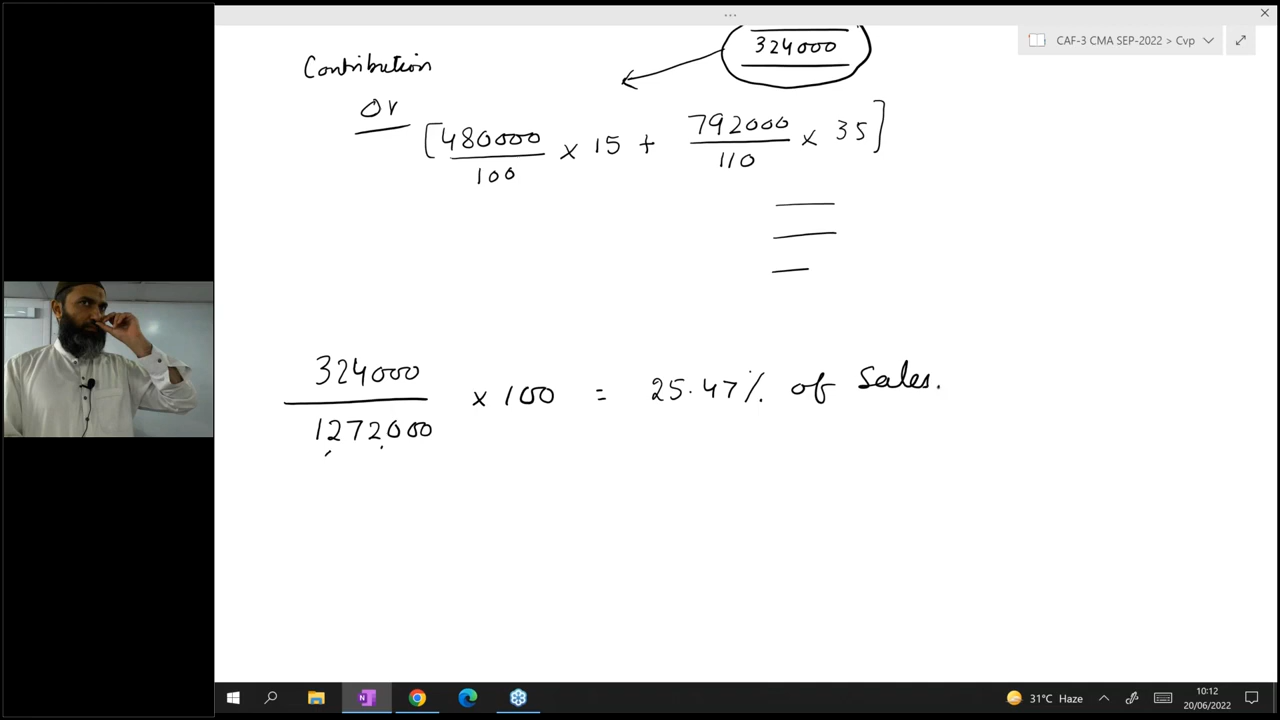 CAF-3 CMA SEP-2022 > Cvp
324000
Contribution
Or
[480000/100 x 15 + 792000/110 x 35]
324000/1272000 x 100 = 25.47% of Sales.
31°C Haze
10:12
20/06/2022